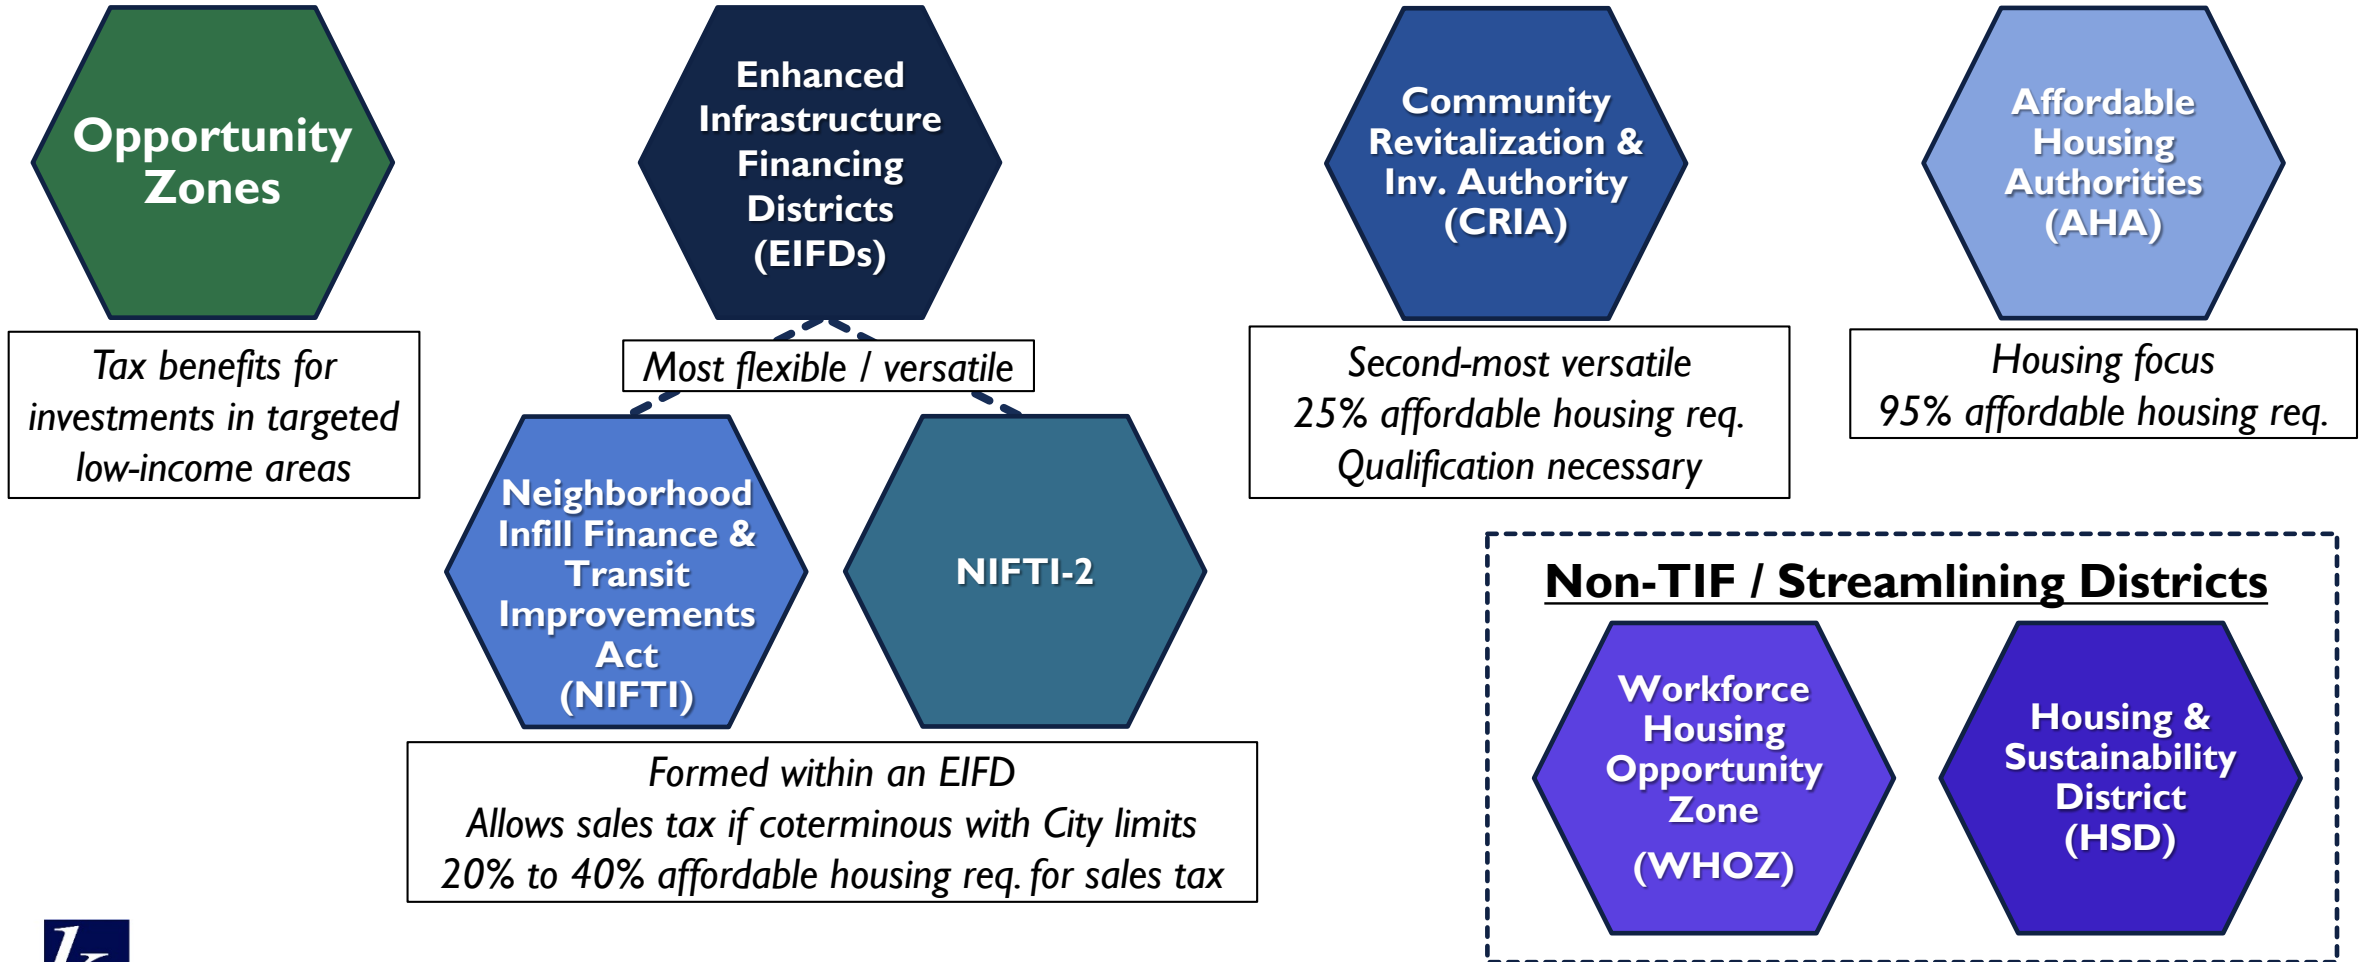 Opportunity
Zones
Tax benefits for
investments in targeted
low-income areas
Enhanced
Infrastructure
Financing
Districts
(EIFDs)
Most flexible / versatile
Neighborhood
Infill Finance &
Transit
Improvements
Act
(NIFTI)
NIFTI-2
Formed within an EIFD
Allows sales tax if coterminous with City limits
20% to 40% affordable housing req. for sales tax
Community
Revitalization &
Inv. Authority
(CRIA)
Second-most versatile
25% affordable housing req.
Qualification necessary
Affordable
Housing
Authorities
(AHA)
Housing focus
95% affordable housing req.
Non-TIF / Streamlining Districts
Workforce
Housing
Opportunity
Zone
(WHOZ)
Housing &
Sustainability
District
(HSD)